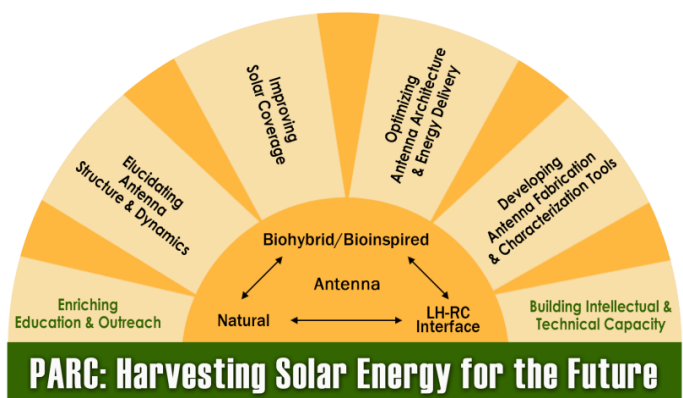 Enriching
Education & Outreach
Elucidating
Antenna
Structure & Dynamics
Improving
Solar Coverage
Optimizing
Antenna Architecture
& Energy Delivery
Developing
Antenna Fabrication
& Characterization Tools
Building Intellectual &
Technical Capacity
Biohybrid/Bioinspired
Antenna
Natural
LH-RC
Interface
PARC: Harvesting Solar Energy for the Future